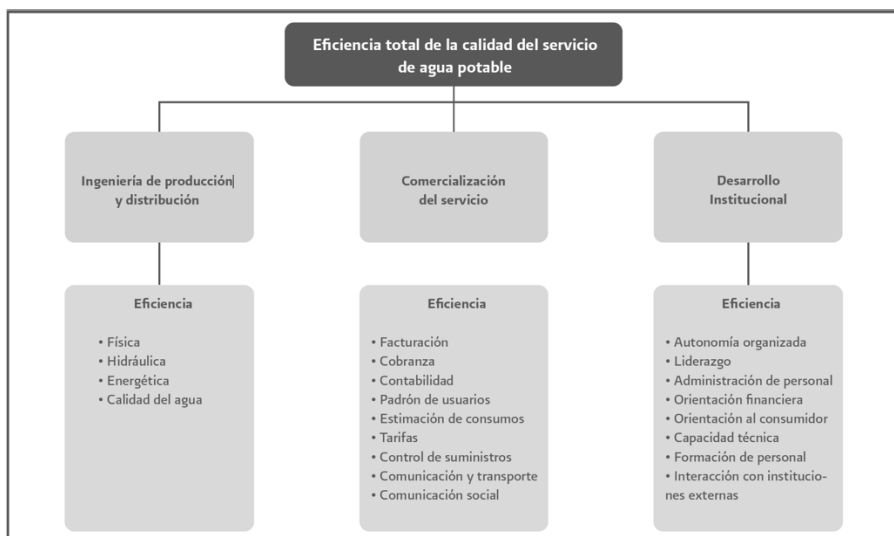 Eficiencia total de la calidad del servicio
de agua potable
Ingeniería de producción
y distribución
Comercialización
del servicio
Desarrollo
Institucional
Eficiencia
• Física
• Hidráulica
• Energética
• Calidad del agua
Eficiencia
• Facturación
• Cobranza
• Contabilidad
• Padrón de usuarios
• Estimación de consumos
• Tarifas
• Control de suministros
• Comunicación y transporte
• Comunicación social
Eficiencia
• Autonomía organizada
• Liderazgo
• Administración de personal
• Orientación financiera
• Orientación al consumidor
• Capacidad técnica
• Formación de personal
• Interacción con institucio-
nes externas